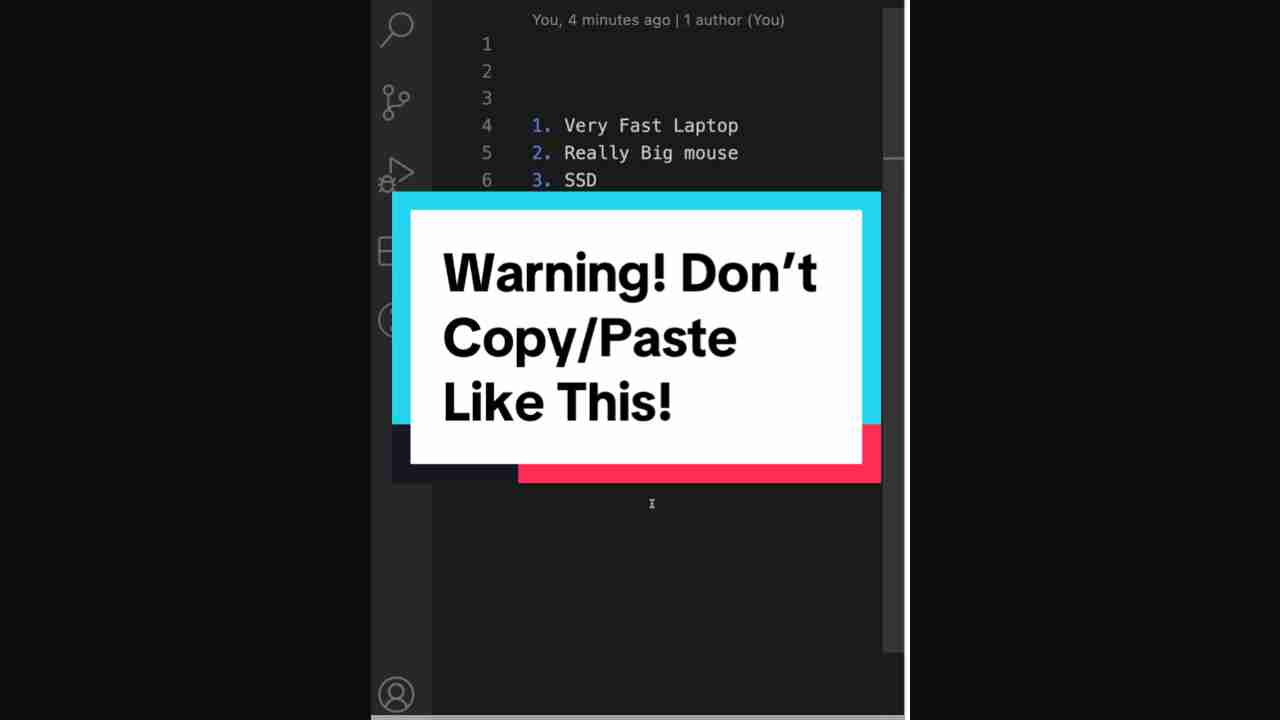 You, 4 minutes ago | 1 author (You)
1
2
3
4 1. Very Fast Laptop
5 2. Really Big mouse
6 3. SSD
Warning! Don’t
Copy/Paste
Like This!